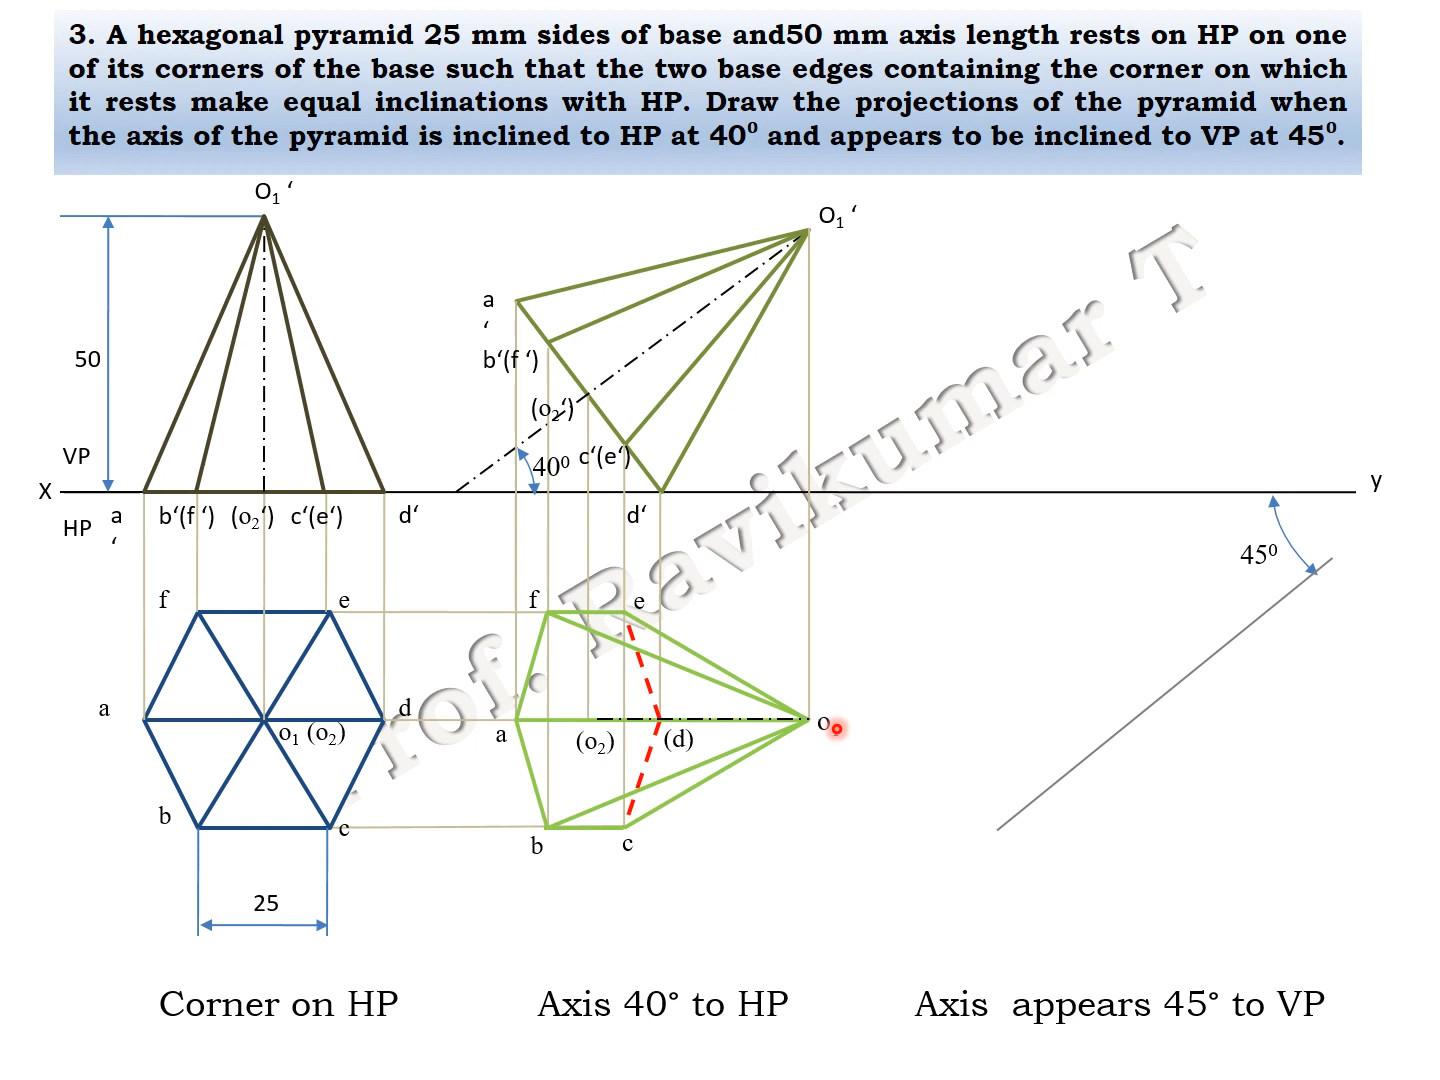 3. A hexagonal pyramid 25 mm sides of base and50 mm axis length rests on HP on one
of its corners of the base such that the two base edges containing the corner on which
it rests make equal inclinations with HP. Draw the projections of the pyramid when
the axis of the pyramid is inclined to HP at 40⁰ and appears to be inclined to VP at 45⁰.
O₁ ‘
O₁ ‘
a
‘
50
b‘(f ‘)
(o₂‘)
VP
40⁰
c‘(e‘)
X
y
HP
a
‘
b‘(f ‘)
(o₂‘)
c‘(e‘)
d‘
d‘
45⁰
f
e
f
e
a
d
o₁ (o₂)
a
(o₂)
(d)
o
b
c
b
c
25
Prof. Ravikumar T
Corner on HP
Axis 40° to HP
Axis appears 45° to VP